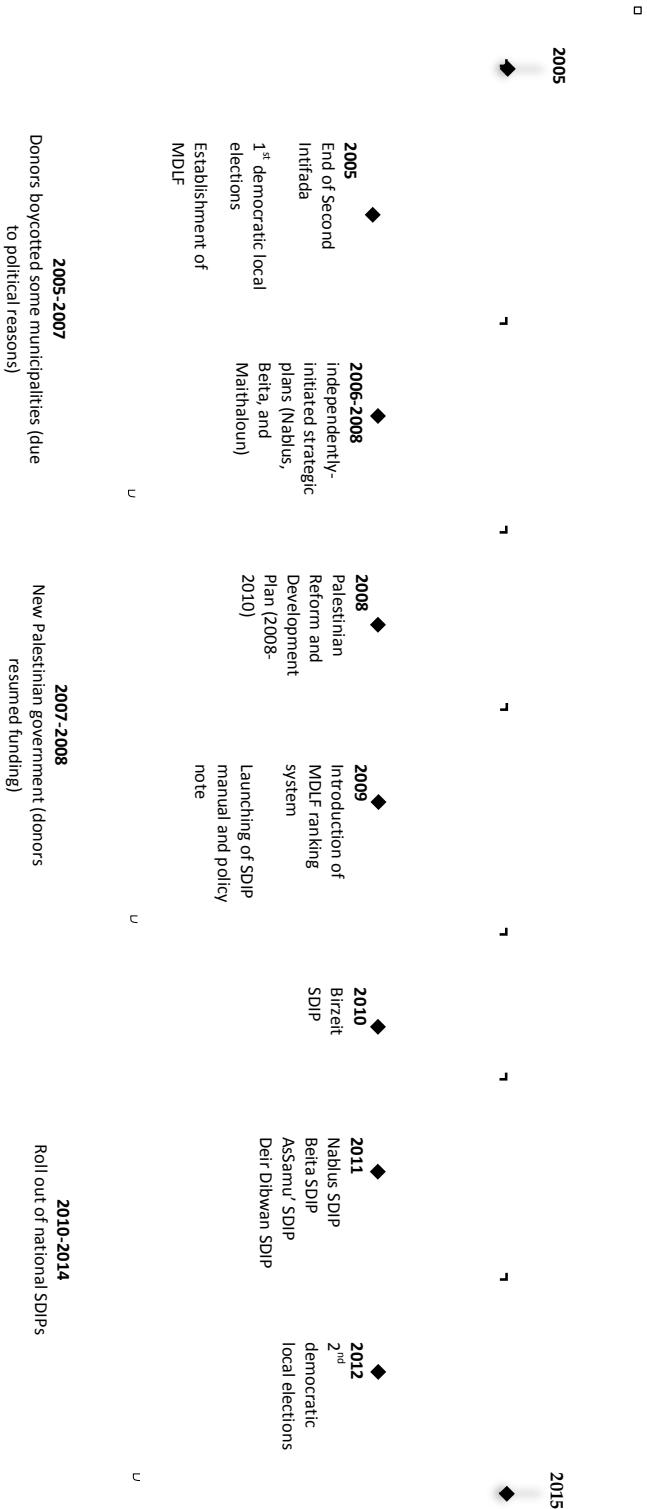 2005
2015
2005
End of Second
Intifada
1st democratic local
elections
Establishment of
MDLF
2006-2008
independently-
initiated strategic
plans (Nablus,
Beita, and
Maithaloun)
2008
Palestinian
Reform and
Development
Plan (2008-
2010)
2009
Introduction of
MDLF ranking
system
Launching of SDIP
manual and policy
note
2010
Birzeit
SDIP
2011
Nablus SDIP
Beita SDIP
AsSamu' SDIP
Deir Dibwan SDIP
2012
2nd
democratic
local elections
2005-2007
Donors boycotted some municipalities (due
to political reasons)
2007-2008
New Palestinian government (donors
resumed funding)
2010-2014
Roll out of national SDIPs